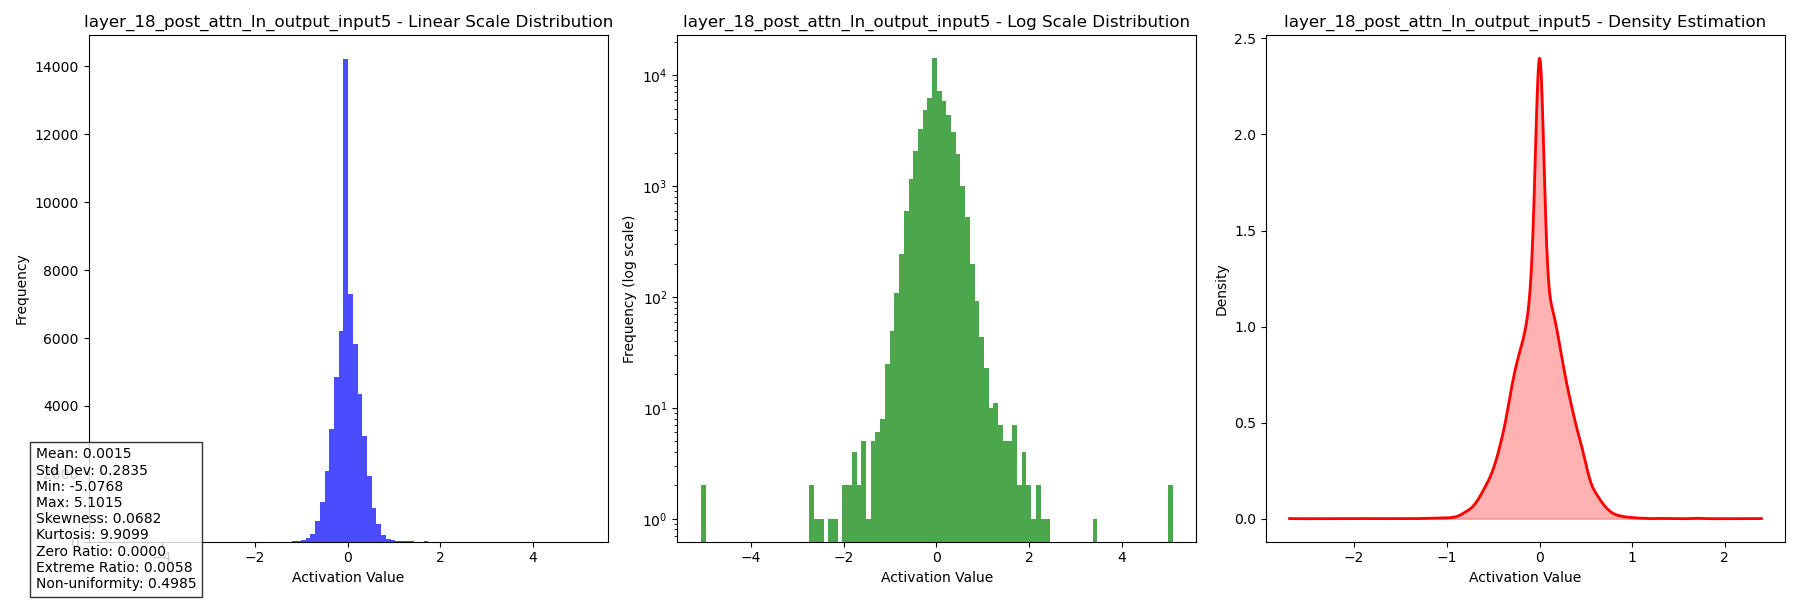 layer_18_post_attn_ln_output_input5 - Linear Scale Distribution
14000
12000
10000
8000
6000
4000
2000
0
Frequency
−4
−2
0
2
4
Activation Value
Mean: 0.0015
Std Dev: 0.2835
Min: -5.0768
Max: 5.1015
Skewness: 0.0682
Kurtosis: 9.9099
Zero Ratio: 0.0000
Extreme Ratio: 0.0058
Non-uniformity: 0.4985
layer_18_post_attn_ln_output_input5 - Log Scale Distribution
10⁴
10³
10²
10¹
10⁰
Frequency (log scale)
−4
−2
0
2
4
Activation Value
layer_18_post_attn_ln_output_input5 - Density Estimation
2.5
2.0
1.5
1.0
0.5
0.0
Density
−2
−1
0
1
2
Activation Value